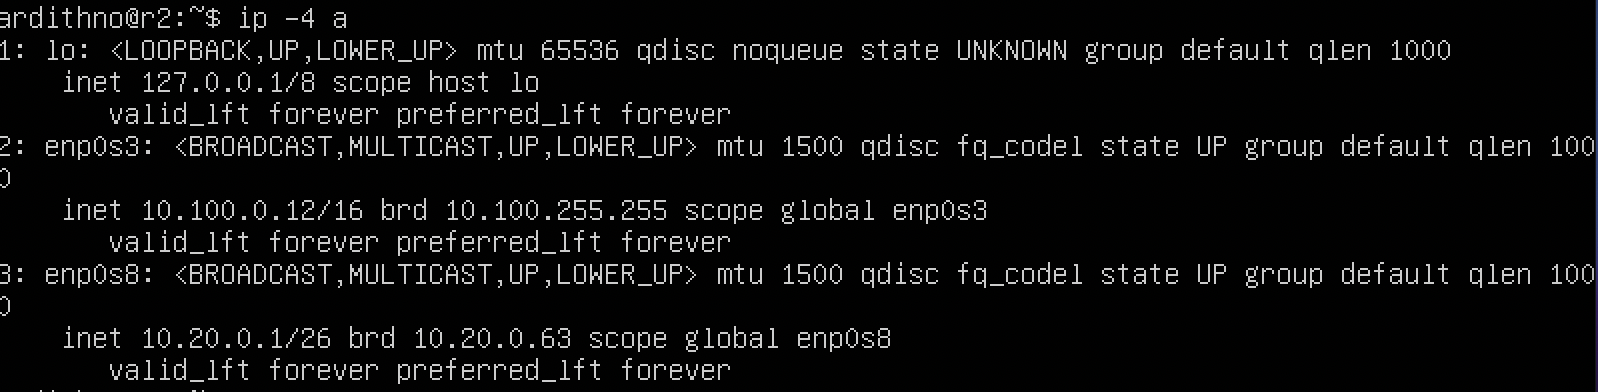 ardithno@r2:~$ ip -4 a
1: lo: <LOOPBACK,UP,LOWER_UP> mtu 65536 qdisc noqueue state UNKNOWN group default qlen 1000
    inet 127.0.0.1/8 scope host lo
       valid_lft forever preferred_lft forever
2: enp0s3: <BROADCAST,MULTICAST,UP,LOWER_UP> mtu 1500 qdisc fq_codel state UP group default qlen 100
0
    inet 10.100.0.12/16 brd 10.100.255.255 scope global enp0s3
       valid_lft forever preferred_lft forever
3: enp0s8: <BROADCAST,MULTICAST,UP,LOWER_UP> mtu 1500 qdisc fq_codel state UP group default qlen 100
0
    inet 10.20.0.1/26 brd 10.20.0.63 scope global enp0s8
       valid_lft forever preferred_lft forever